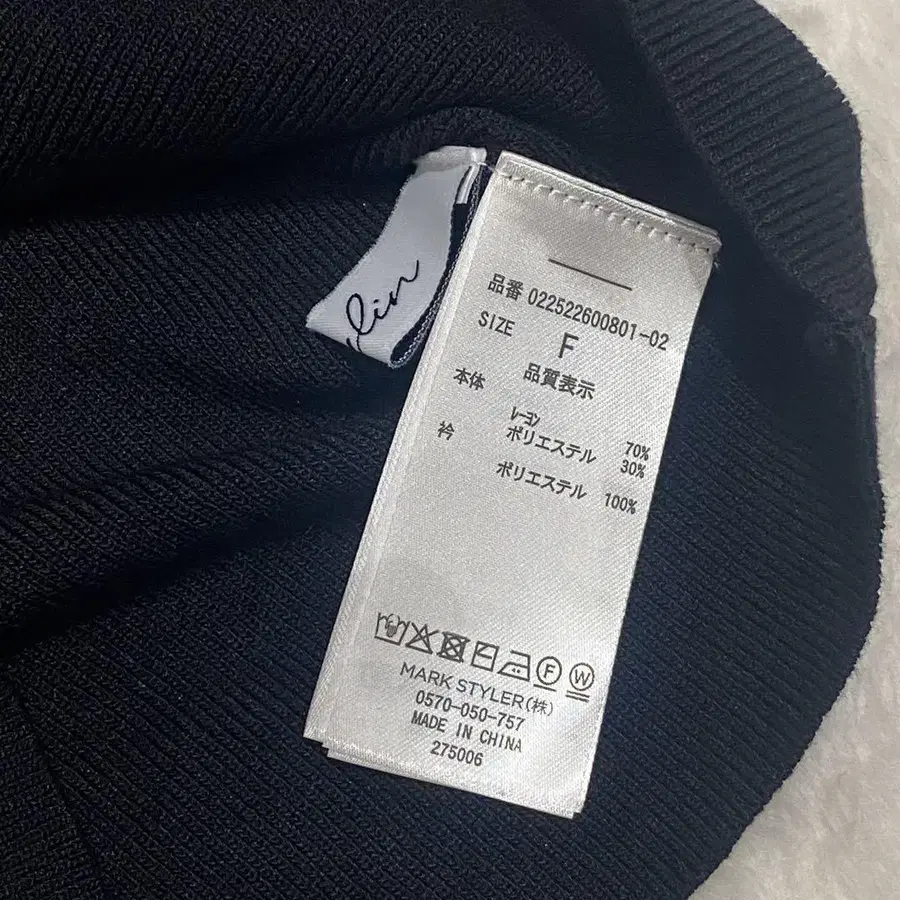 品番 022522600801-02
SIZE F
品質表示
本体 レーヨン 70%
ポリエステル 30%
衿 ポリエステル 100%
F W
MARK STYLER(株)
0570-050-757
MADE IN CHINA
275006